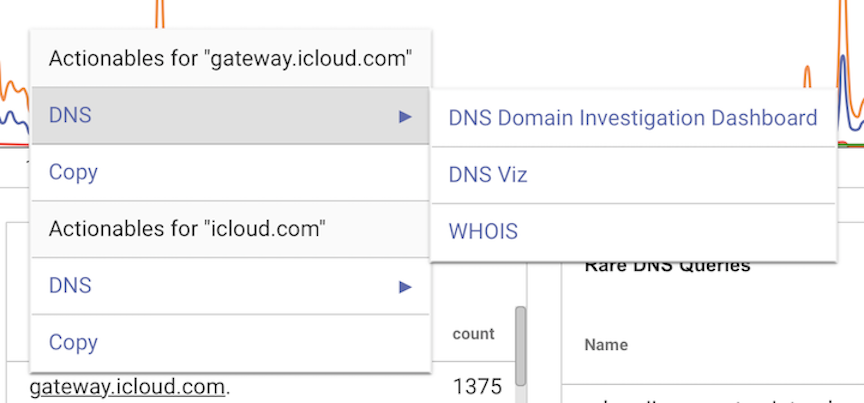 Actionables for "gateway.icloud.com"
DNS
DNS Domain Investigation Dashboard
Copy
DNS Viz
Actionables for "icloud.com"
WHOIS
DNS
Rare DNS Queries
Copy
count
Name
gateway.icloud.com.
1375